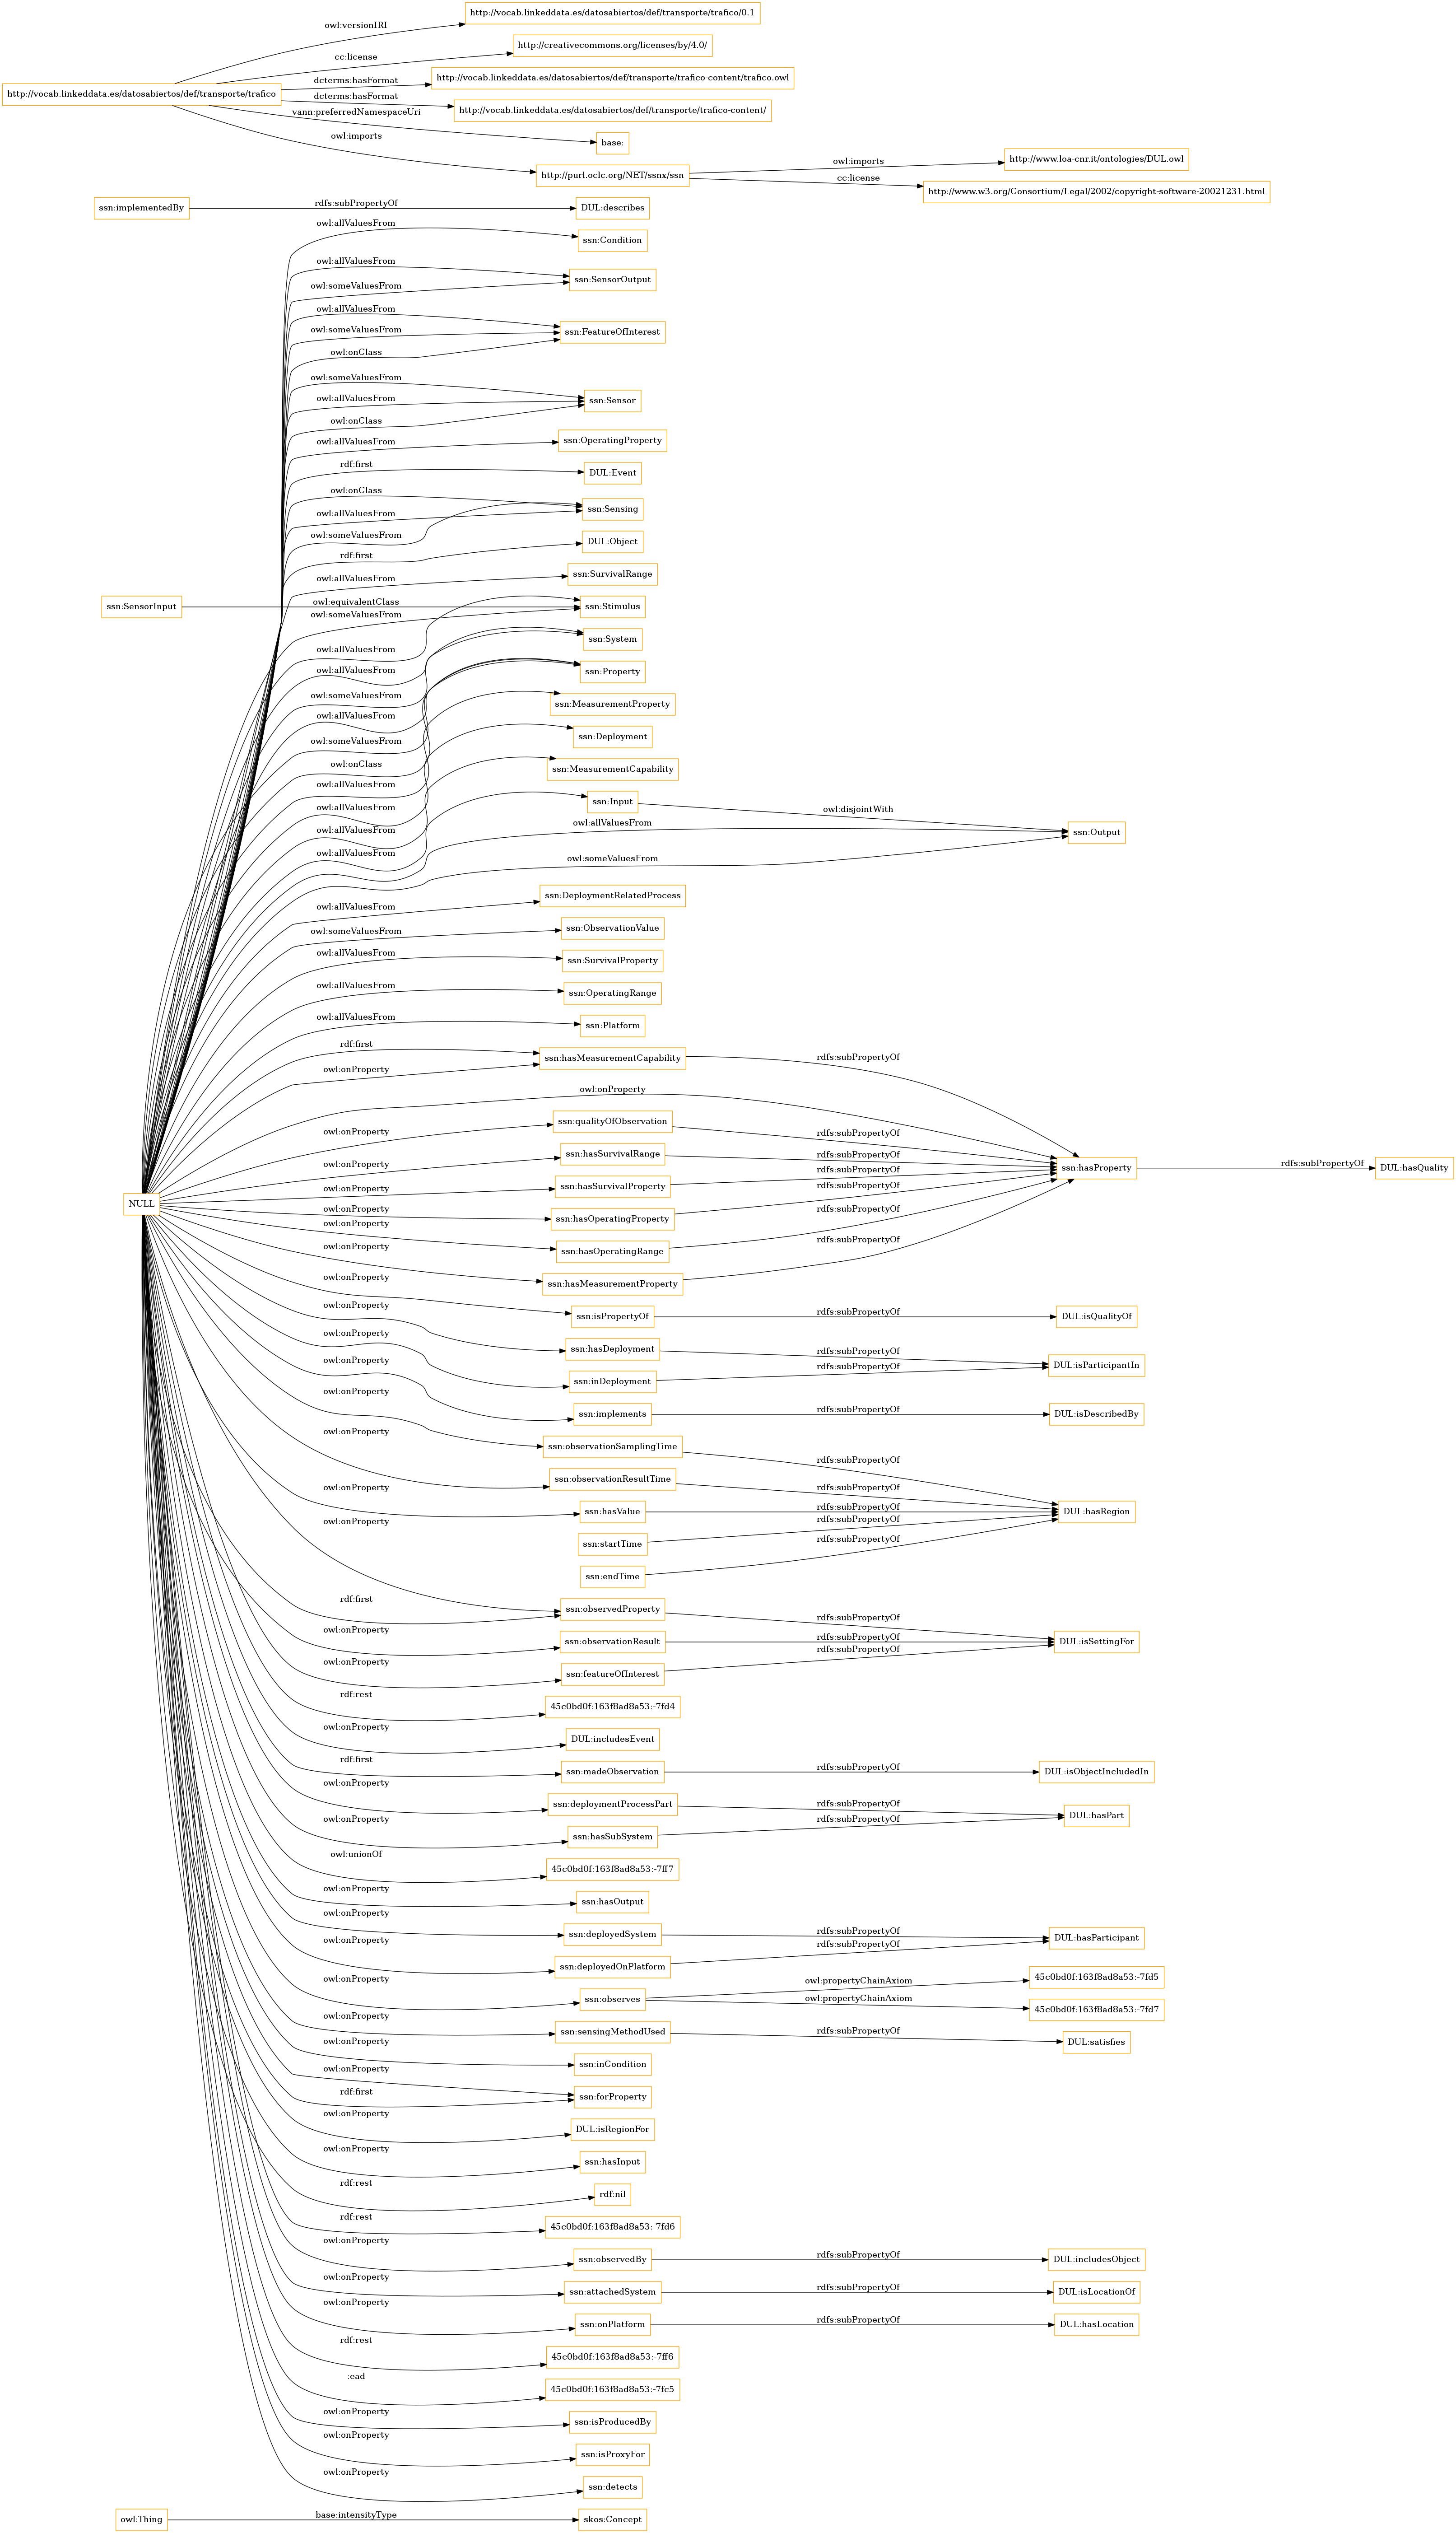 http://vocab.linkeddata.es/datosabiertos/def/transporte/trafico/0.1
owl:versionIRI
http://creativecommons.org/licenses/by/4.0/
cc:license
http://vocab.linkeddata.es/datosabiertos/def/transporte/trafico-content/trafico.owl
dcterms:hasFormat
http://vocab.linkeddata.es/datosabiertos/def/transporte/trafico
dcterms:hasFormat
http://vocab.linkeddata.es/datosabiertos/def/transporte/trafico-content/
vann:preferredNamespaceUri
base:
owl:imports
http://purl.oclc.org/NET/ssnx/ssn
owl:imports
http://www.loa-cnr.it/ontologies/DUL.owl
cc:license
http://www.w3.org/Consortium/Legal/2002/copyright-software-20021231.html
ssn:implementedBy
rdfs:subPropertyOf
DUL:describes
owl:allValuesFrom
ssn:Condition
owl:allValuesFrom
ssn:SensorOutput
owl:someValuesFrom
owl:allValuesFrom
owl:someValuesFrom
ssn:FeatureOfInterest
owl:onClass
owl:someValuesFrom
owl:allValuesFrom
ssn:Sensor
owl:onClass
owl:allValuesFrom
ssn:OperatingProperty
rdf:first
DUL:Event
owl:onClass
owl:allValuesFrom
ssn:Sensing
owl:someValuesFrom
rdf:first
DUL:Object
owl:allValuesFrom
ssn:SurvivalRange
ssn:SensorInput
owl:equivalentClass
ssn:Stimulus
owl:someValuesFrom
owl:allValuesFrom
ssn:System
owl:allValuesFrom
ssn:Property
owl:someValuesFrom
ssn:MeasurementProperty
owl:allValuesFrom
ssn:Deployment
owl:someValuesFrom
owl:onClass
ssn:MeasurementCapability
owl:allValuesFrom
ssn:Input
owl:disjointWith
owl:allValuesFrom
owl:allValuesFrom
owl:allValuesFrom
owl:allValuesFrom
ssn:Output
owl:someValuesFrom
ssn:DeploymentRelatedProcess
owl:allValuesFrom
ssn:ObservationValue
owl:someValuesFrom
owl:allValuesFrom
ssn:SurvivalProperty
owl:allValuesFrom
ssn:OperatingRange
owl:allValuesFrom
ssn:Platform
rdf:first
ssn:hasMeasurementCapability
rdfs:subPropertyOf
owl:onProperty
owl:onProperty
ssn:qualityOfObservation
owl:onProperty
rdfs:subPropertyOf
ssn:hasSurvivalRange
rdfs:subPropertyOf
owl:onProperty
ssn:hasProperty
rdfs:subPropertyOf
DUL:hasQuality
rdfs:subPropertyOf
ssn:hasSurvivalProperty
owl:onProperty
rdfs:subPropertyOf
NULL
owl:onProperty
ssn:hasOperatingProperty
rdfs:subPropertyOf
owl:onProperty
ssn:hasOperatingRange
rdfs:subPropertyOf
owl:onProperty
ssn:hasMeasurementProperty
owl:onProperty
ssn:isPropertyOf
rdfs:subPropertyOf
DUL:isQualityOf
owl:onProperty
ssn:hasDeployment
rdfs:subPropertyOf
DUL:isParticipantIn
owl:onProperty
ssn:inDeployment
rdfs:subPropertyOf
owl:onProperty
ssn:implements
rdfs:subPropertyOf
DUL:isDescribedBy
owl:onProperty
ssn:observationSamplingTime
rdfs:subPropertyOf
owl:onProperty
ssn:observationResultTime
rdfs:subPropertyOf
owl:onProperty
ssn:hasValue
rdfs:subPropertyOf
DUL:hasRegion
owl:onProperty
rdfs:subPropertyOf
ssn:startTime
rdfs:subPropertyOf
ssn:endTime
rdf:first
ssn:observedProperty
rdfs:subPropertyOf
owl:onProperty
ssn:observationResult
rdfs:subPropertyOf
DUL:isSettingFor
owl:onProperty
ssn:featureOfInterest
rdfs:subPropertyOf
rdf:rest
45c0bd0f:163f8ad8a53:-7fd4
owl:onProperty
DUL:includesEvent
rdf:first
ssn:madeObservation
rdfs:subPropertyOf
DUL:isObjectIncludedIn
owl:onProperty
ssn:deploymentProcessPart
rdfs:subPropertyOf
DUL:hasPart
owl:onProperty
ssn:hasSubSystem
rdfs:subPropertyOf
owl:unionOf
45c0bd0f:163f8ad8a53:-7ff7
owl:onProperty
ssn:hasOutput
owl:onProperty
ssn:deployedSystem
rdfs:subPropertyOf
DUL:hasParticipant
owl:onProperty
ssn:deployedOnPlatform
rdfs:subPropertyOf
owl:onProperty
ssn:observes
owl:propertyChainAxiom
45c0bd0f:163f8ad8a53:-7fd5
owl:propertyChainAxiom
45c0bd0f:163f8ad8a53:-7fd7
owl:onProperty
ssn:sensingMethodUsed
rdfs:subPropertyOf
DUL:satisfies
owl:onProperty
ssn:inCondition
owl:onProperty
rdf:first
ssn:forProperty
owl:onProperty
DUL:isRegionFor
owl:onProperty
ssn:hasInput
rdf:rest
rdf:nil
rdf:rest
45c0bd0f:163f8ad8a53:-7fd6
owl:onProperty
ssn:observedBy
rdfs:subPropertyOf
DUL:includesObject
owl:onProperty
ssn:attachedSystem
rdfs:subPropertyOf
DUL:isLocationOf
owl:onProperty
ssn:onPlatform
rdfs:subPropertyOf
DUL:hasLocation
rdf:rest
45c0bd0f:163f8ad8a53:-7ff6
:ead
45c0bd0f:163f8ad8a53:-7fc5
owl:onProperty
ssn:isProducedBy
owl:onProperty
ssn:isProxyFor
owl:onProperty
ssn:detects
owl:Thing
base:intensityType
skos:Concept